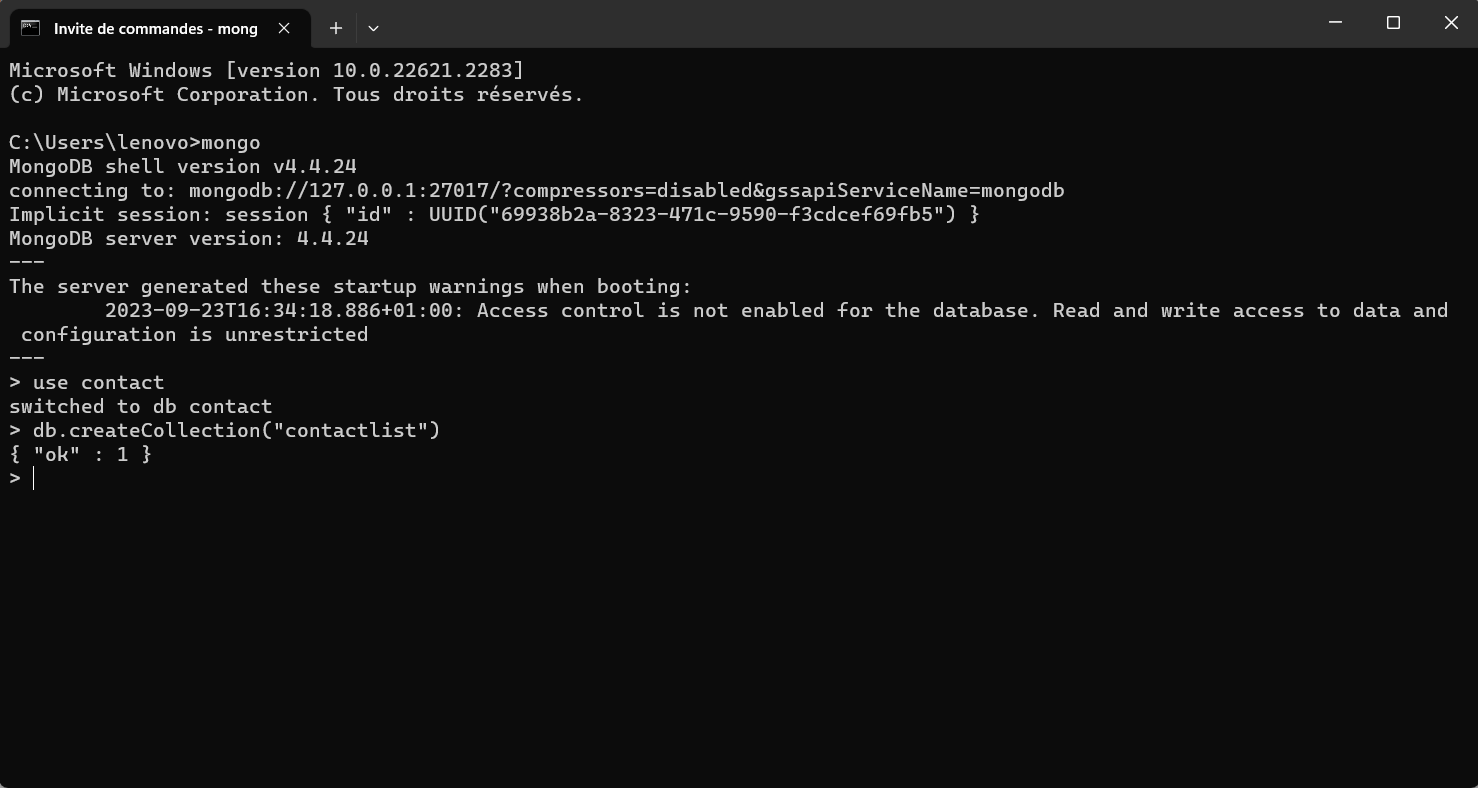 Invite de commandes - mong
Microsoft Windows [version 10.0.22621.2283]
(c) Microsoft Corporation. Tous droits réservés.
C:\Users\lenovo>mongo
MongoDB shell version v4.4.24
connecting to: mongodb://127.0.0.1:27017/?compressors=disabled&gssapiServiceName=mongodb
Implicit session: session { "id" : UUID("69938b2a-8323-471c-9590-f3cdcef69fb5") }
MongoDB server version: 4.4.24
---
The server generated these startup warnings when booting:
        2023-09-23T16:34:18.886+01:00: Access control is not enabled for the database. Read and write access to data and
 configuration is unrestricted
---
> use contact
switched to db contact
> db.createCollection("contactlist")
{ "ok" : 1 }
>